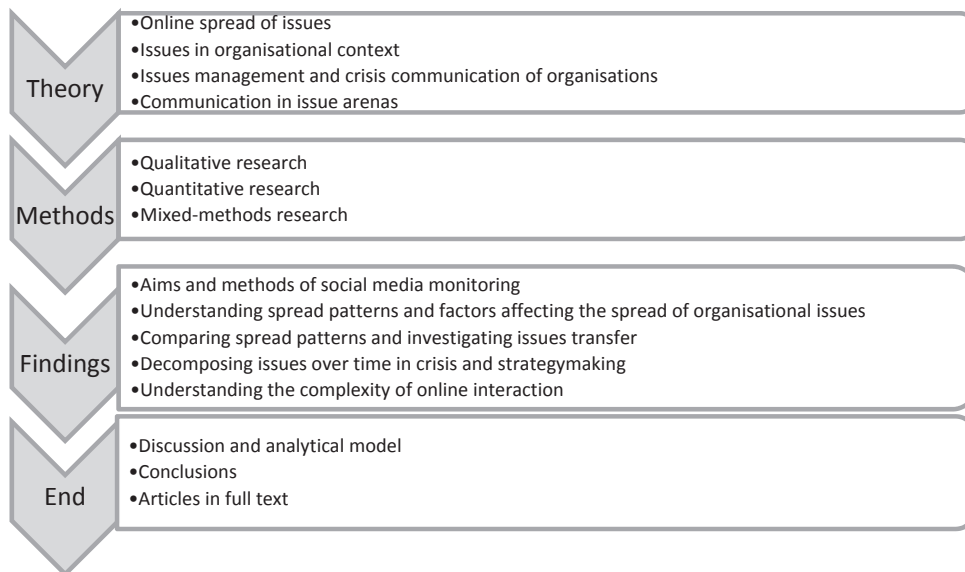 Theory
•Online spread of issues
•Issues in organisational context
•Issues management and crisis communication of organisations
•Communication in issue arenas
Methods
•Qualitative research
•Quantitative research
•Mixed-methods research
Findings
•Aims and methods of social media monitoring
•Understanding spread patterns and factors affecting the spread of organisational issues
•Comparing spread patterns and investigating issues transfer
•Decomposing issues over time in crisis and strategymaking
•Understanding the complexity of online interaction
End
•Discussion and analytical model
•Conclusions
•Articles in full text